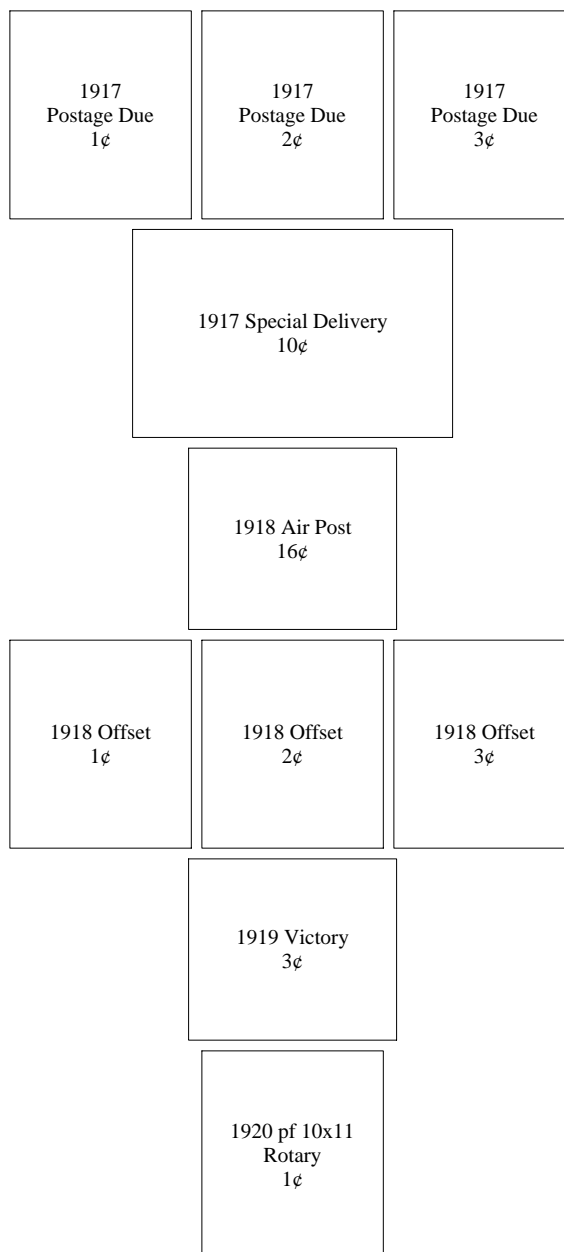 1917
Postage Due
1¢
1917
Postage Due
2¢
1917
Postage Due
3¢
1917 Special Delivery
10¢
1918 Air Post
16¢
1918 Offset
1¢
1918 Offset
2¢
1918 Offset
3¢
1919 Victory
3¢
1920 pf 10x11
Rotary
1¢